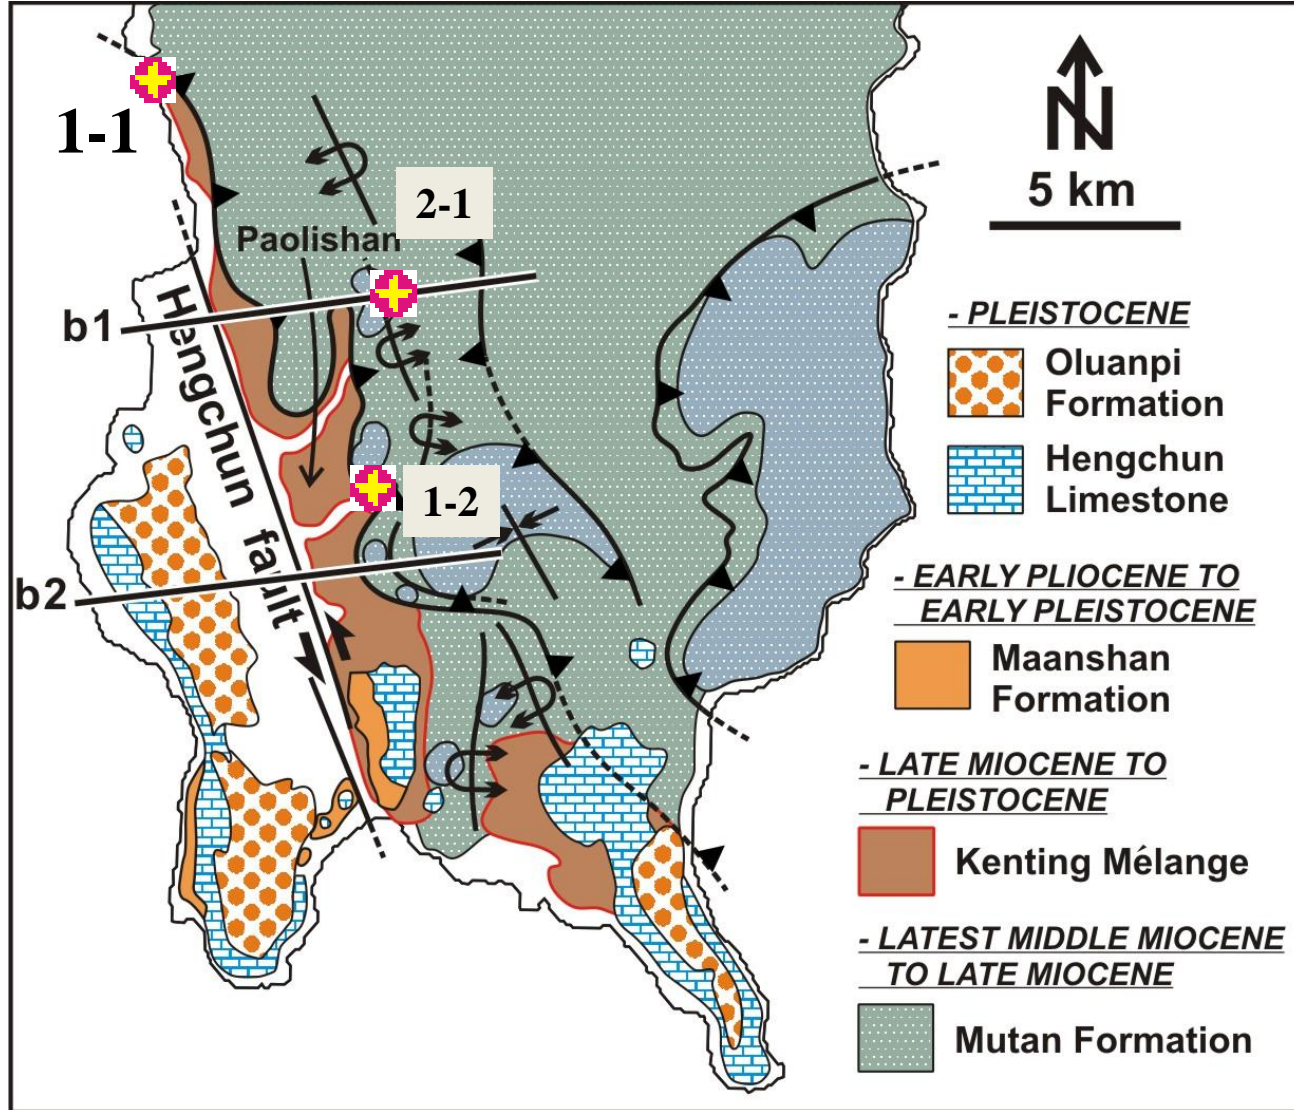 1-1
2-1
Paolishan
b1
Hengchun fault
1-2
b2
N
5 km
- PLEISTOCENE
Oluanpi
Formation
Hengchun
Limestone
- EARLY PLIOCENE TO
EARLY PLEISTOCENE
Maanshan
Formation
- LATE MIOCENE TO
PLEISTOCENE
Kenting Mélange
- LATEST MIDDLE MIOCENE
TO LATE MIOCENE
Mutan Formation